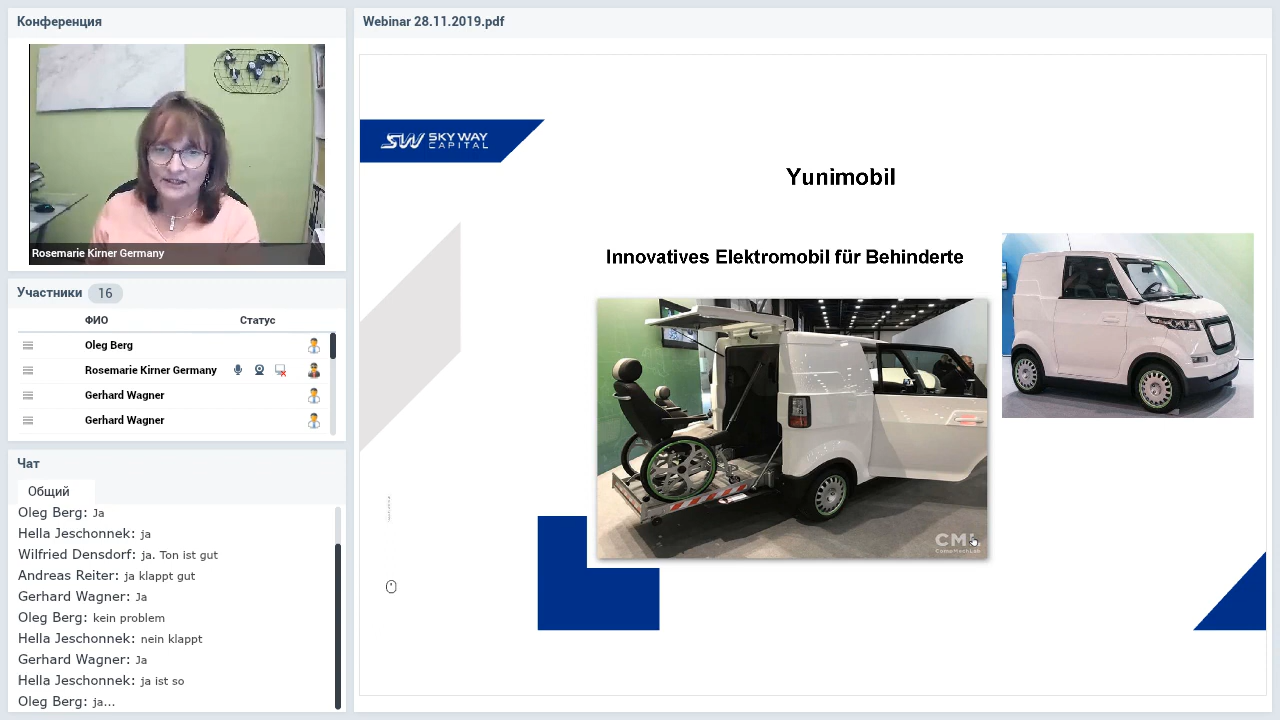 Конференция
Rosemarie Kirner Germany
Участники 16
ФИО Статус
Oleg Berg
Rosemarie Kirner Germany
Gerhard Wagner
Gerhard Wagner
Чат
Общий
Oleg Berg: Ja
Hella Jeschonnek: ja
Wilfried Densdorf: ja. Ton ist gut
Andreas Reiter: ja klappt gut
Gerhard Wagner: Ja
Oleg Berg: kein problem
Hella Jeschonnek: nein klappt
Gerhard Wagner: Ja
Hella Jeschonnek: ja ist so
Oleg Berg: ja...
Webinar 28.11.2019.pdf
SW SKY WAY
CAPITAL
Yunimobil
Innovatives Elektromobil für Behinderte
CML